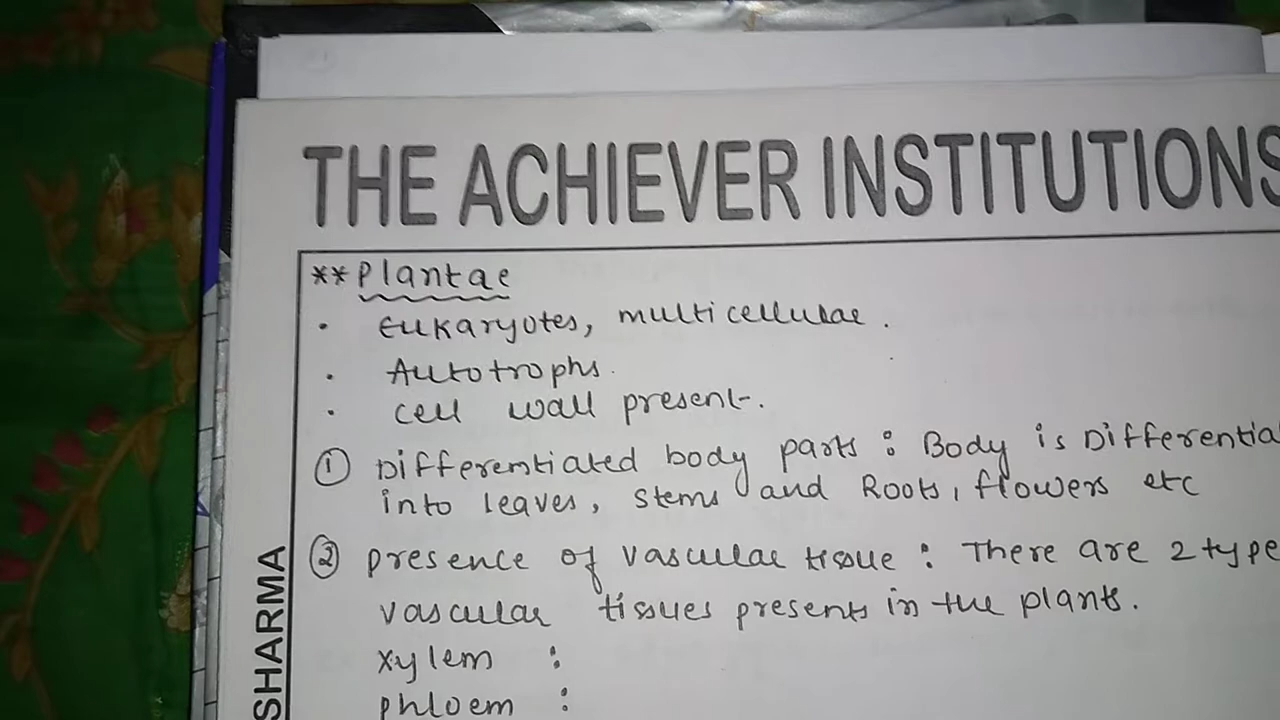 THE ACHIEVER INSTITUTIONS
**Plantae
• Eukaryotes, multicellular.
• Autotrophs.
• cell wall present.
① Differentiated body parts : Body is Differentia
into leaves, stems and Roots, flowers etc
② presence of vascular tissue : There are 2 type
vascular tissues presents in the plants.
xylem :
phloem :
SHARMA